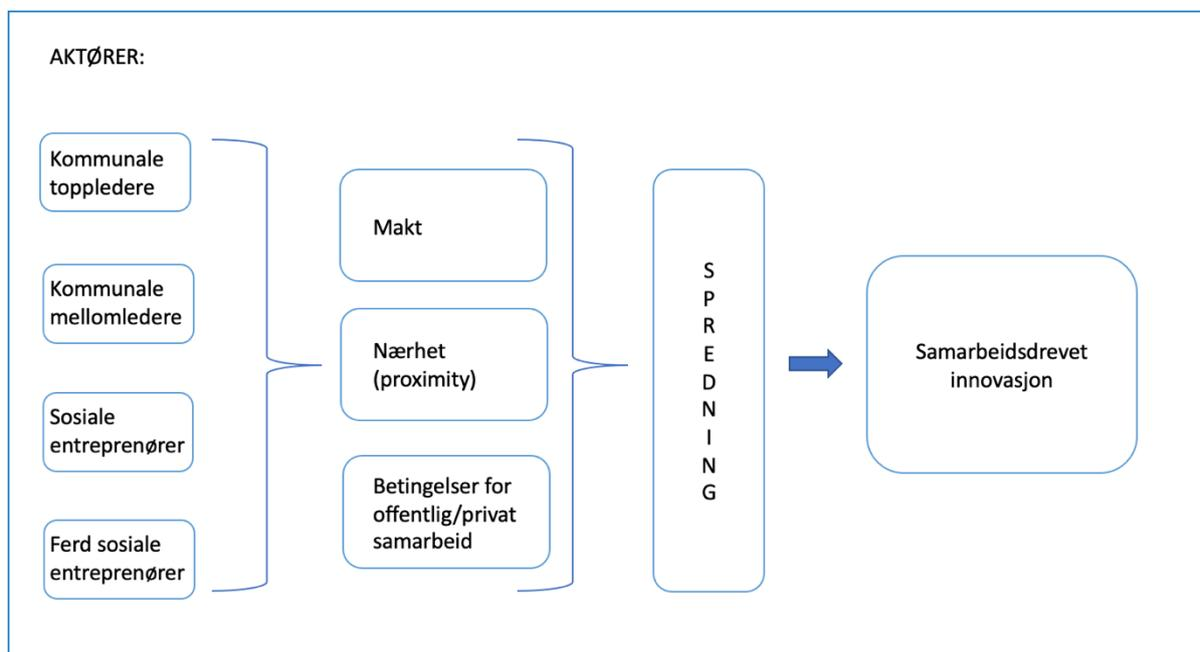 AKTØRER:
Kommunale
toppledere
Kommunale
mellomledere
Sosiale
entreprenører
Ferd sosiale
entreprenører
Makt
Nærhet
(proximity)
Betingelser for
offentlig/privat
samarbeid
S
P
R
E
D
N
I
N
G
Samarbeidsdrevet
innovasjon